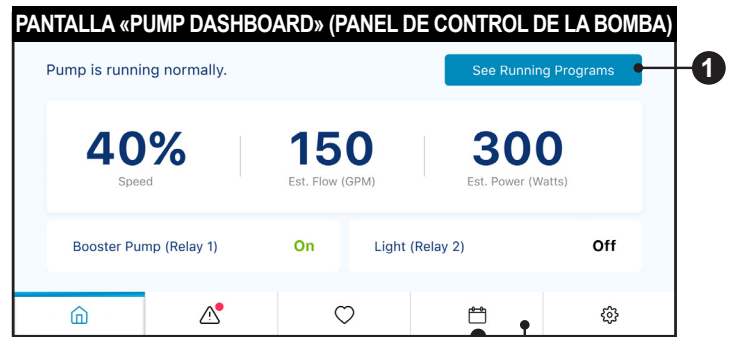 PANTALLA «PUMP DASHBOARD» (PANEL DE CONTROL DE LA BOMBA)
Pump is running normally.
See Running Programs
1
40%
150
300
Speed
Est. Flow (GPM)
Est. Power (Watts)
Booster Pump (Relay 1)
On
Light (Relay 2)
Off